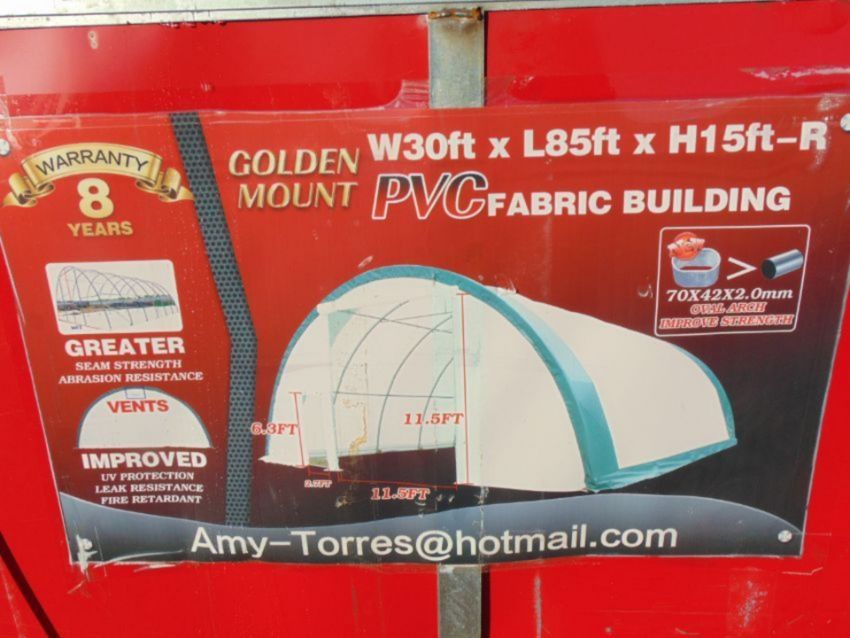 WARRANTY
8
YEARS
GOLDEN
MOUNT
W30ft x L85ft x H15ft-R
PVC FABRIC BUILDING
70X42X2.0mm
OVAL ARCH
IMPROVE STRENGTH
GREATER
SEAM STRENGTH
ABRASION RESISTANCE
VENTS
IMPROVED
UV PROTECTION
LEAK RESISTANCE
FIRE RETARDANT
6.3FT
11.5FT
2.7FT
11.5FT
Amy-Torres@hotmail.com